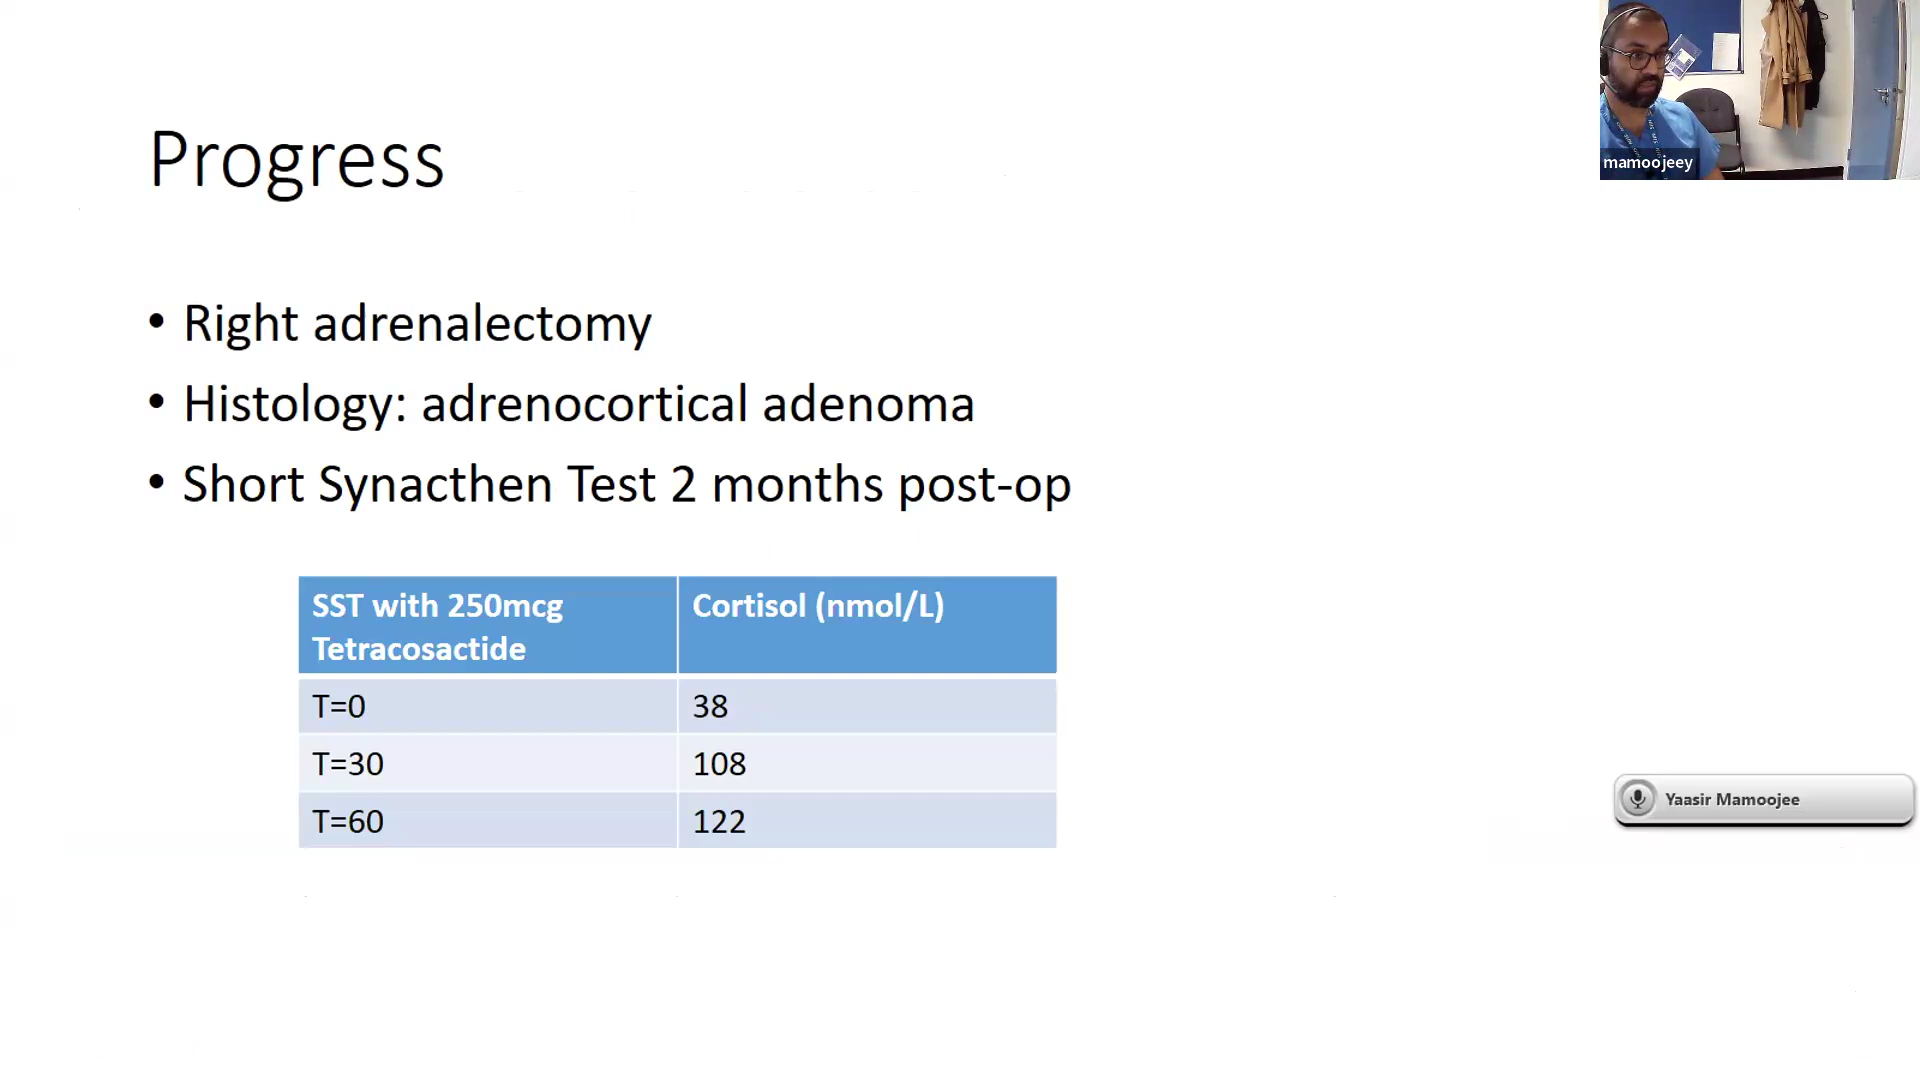 mamoojeey
Progress
• Right adrenalectomy
• Histology: adrenocortical adenoma
• Short Synacthen Test 2 months post-op
SST with 250mcg
Tetracosactide
Cortisol (nmol/L)
T=0 38
T=30 108
T=60 122
Yaasir Mamoojee